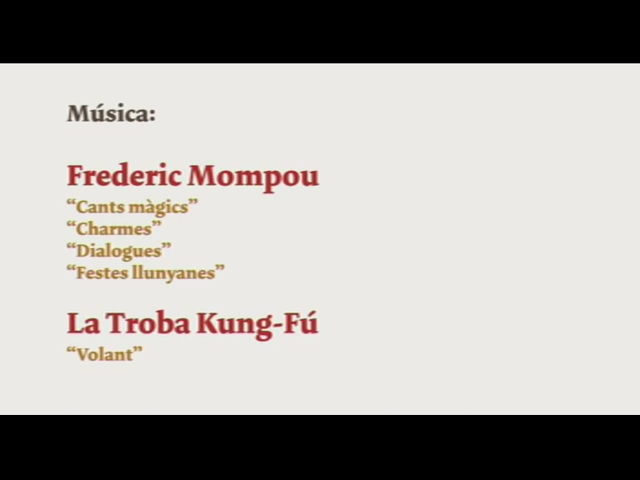 Música:
Frederic Mompou
“Cants màgics”
“Charmes”
“Dialogues”
“Festes llunyanes”
La Troba Kung-Fú
“Volant”